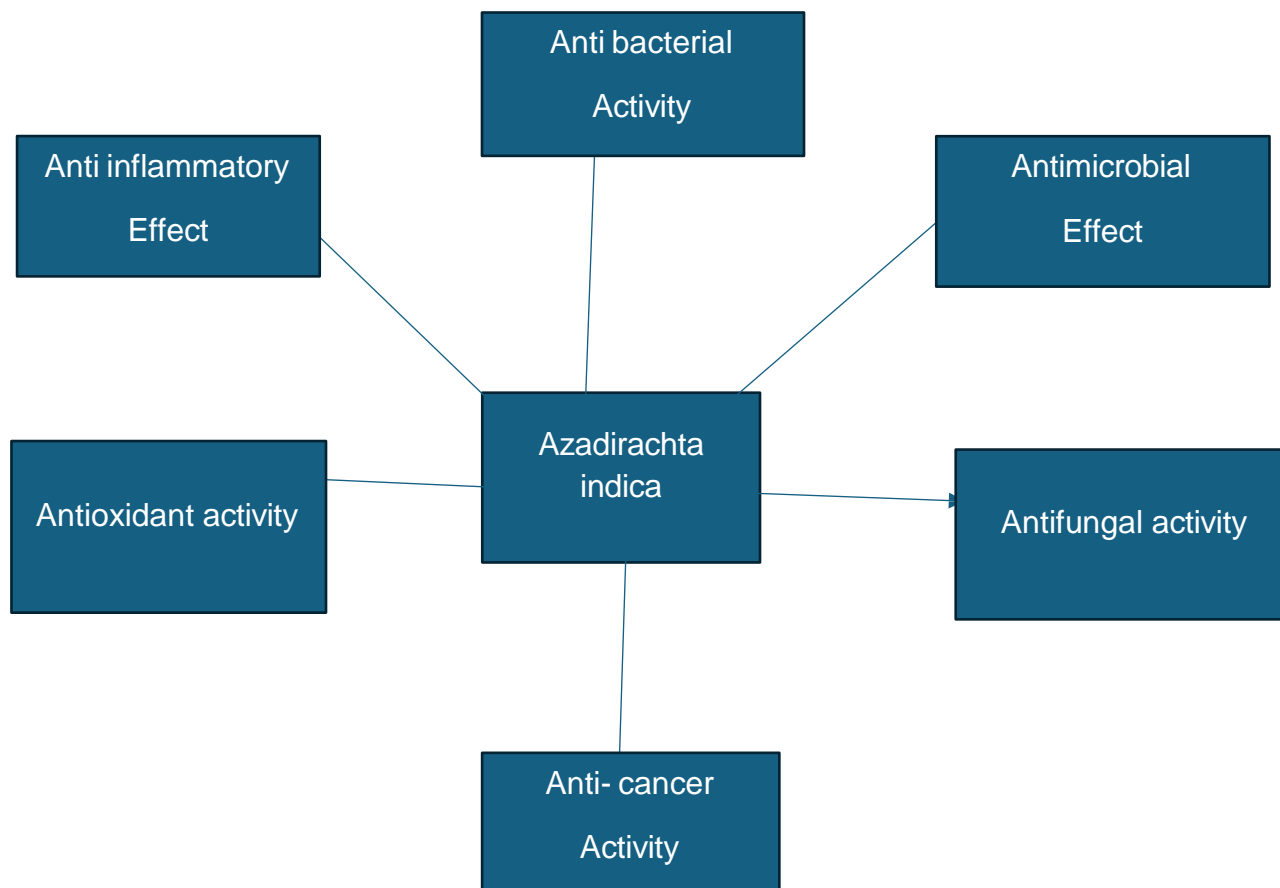 Anti bacterial
Activity
Anti inflammatory
Effect
Antimicrobial
Effect
Azadirachta
indica
Antioxidant activity
Antifungal activity
Anti- cancer
Activity